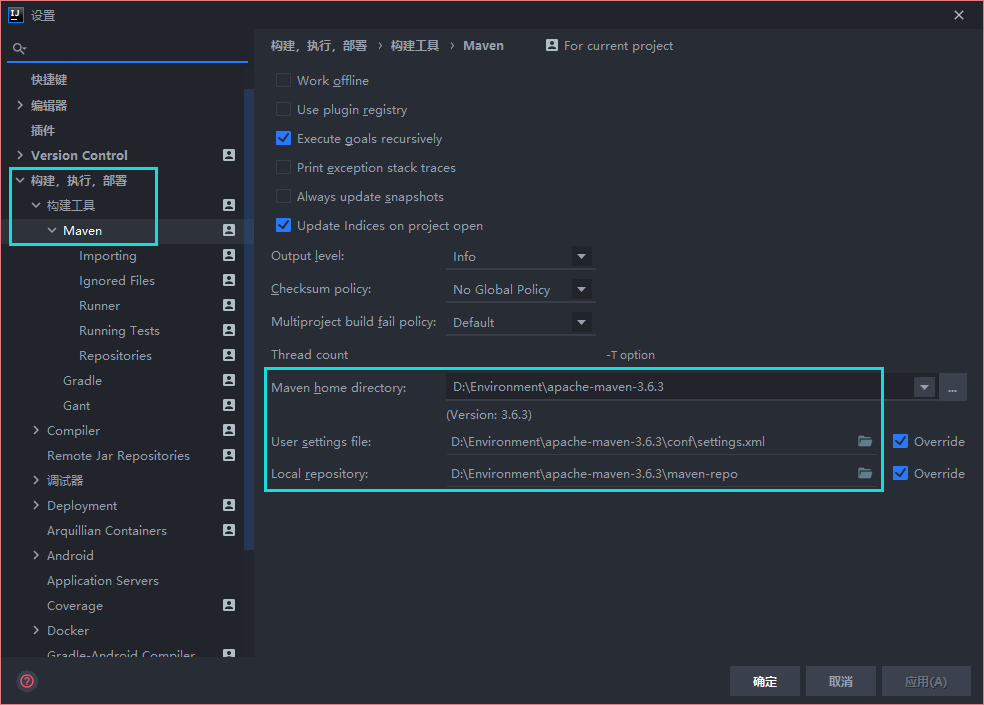 设置
快捷键
编辑器
插件
Version Control
构建，执行，部署
构建工具
Maven
Importing
Ignored Files
Runner
Running Tests
Repositories
Gradle
Gant
Compiler
Remote Jar Repositories
调试器
Deployment
Arquillian Containers
Android
Application Servers
Coverage
Docker
Gradle-Android Compiler
构建，执行，部署 › 构建工具 › Maven For current project
Work offline
Use plugin registry
Execute goals recursively
Print exception stack traces
Always update snapshots
Update Indices on project open
Output level: Info
Checksum policy: No Global Policy
Multiproject build fail policy: Default
Thread count -T option
Maven home directory: D:\Environment\apache-maven-3.6.3 ...
(Version: 3.6.3)
User settings file: D:\Environment\apache-maven-3.6.3\conf\settings.xml Override
Local repository: D:\Environment\apache-maven-3.6.3\maven-repo Override
? 确定 取消 应用(A)